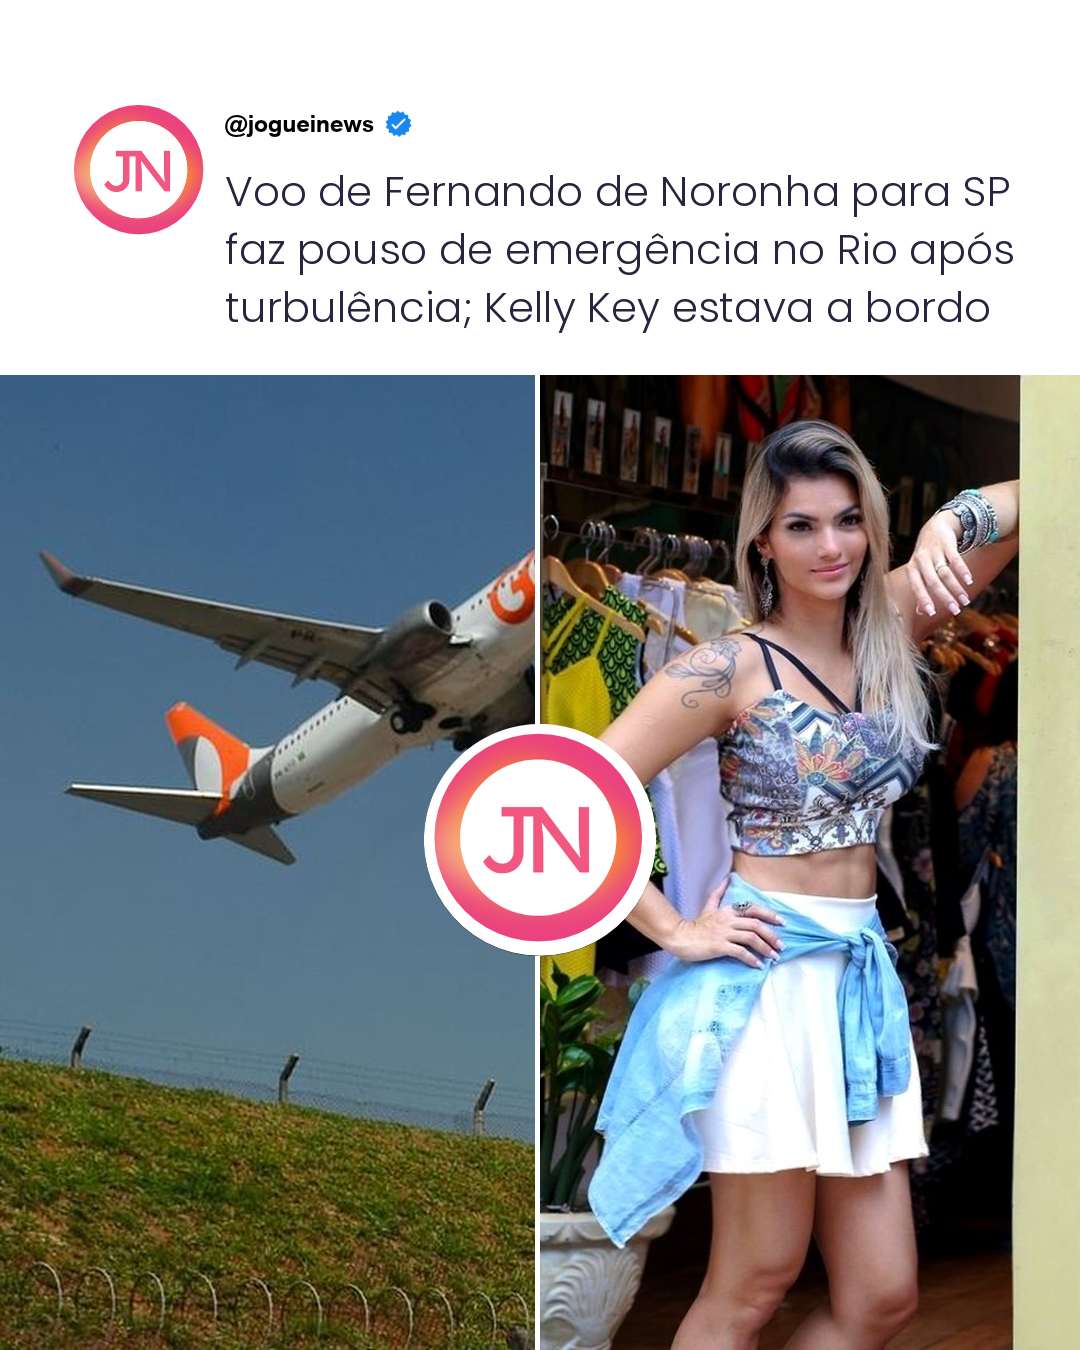 @jogueinews
JN
Voo de Fernando de Noronha para SP
faz pouso de emergência no Rio após
turbulência; Kelly Key estava a bordo
JN